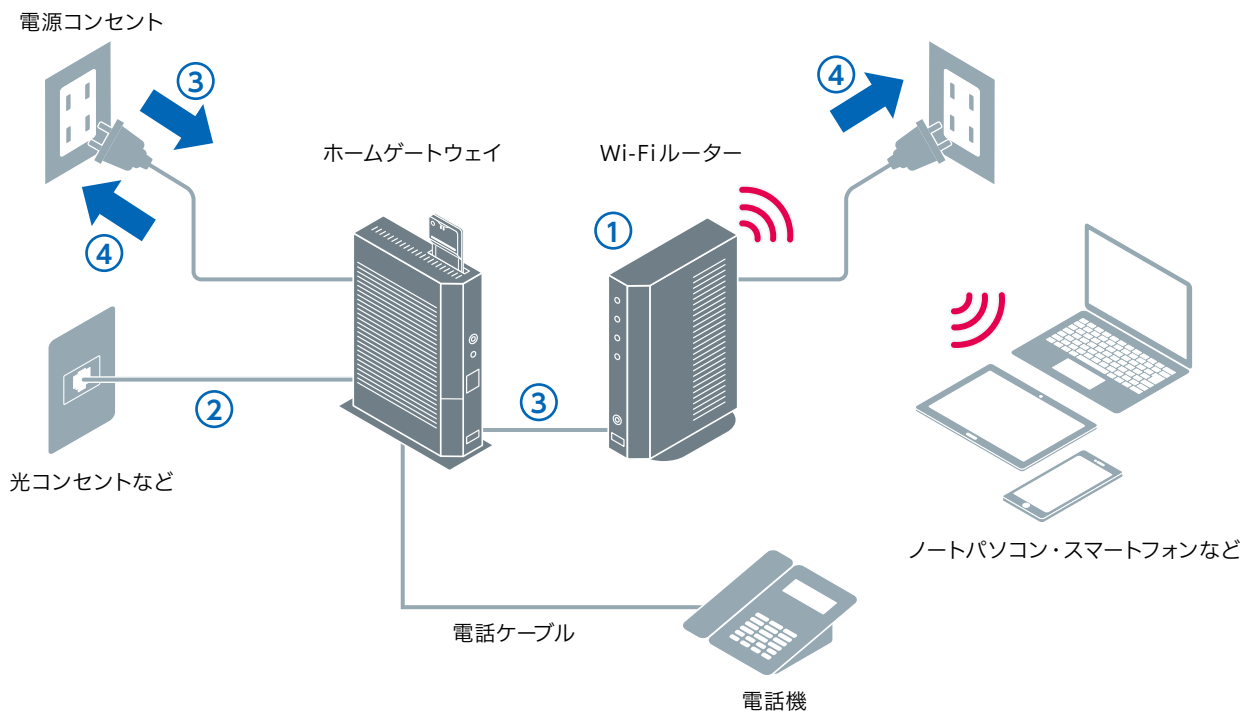 電源コンセント
③
④
ホームゲートウェイ
Wi-Fiルーター
①
④
②
③
光コンセントなど
ノートパソコン・スマートフォンなど
電話ケーブル
電話機